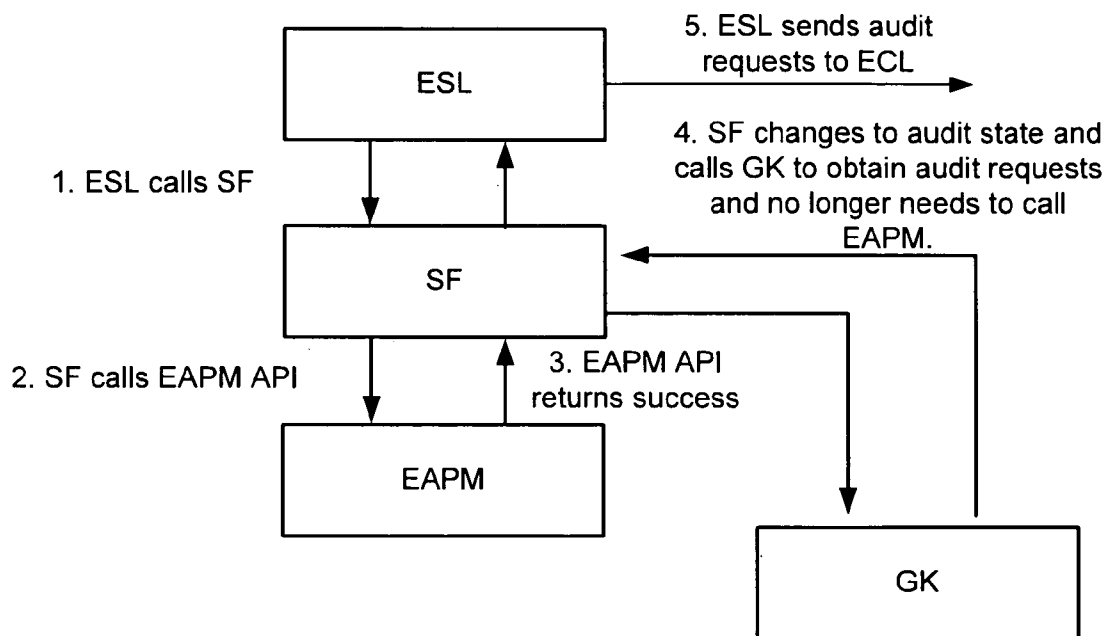 5. ESL sends audit
requests to ECL
ESL
4. SF changes to audit state and
calls GK to obtain audit requests
and no longer needs to call
EAPM.
1. ESL calls SF
SF
2. SF calls EAPM API
3. EAPM API
returns success
EAPM
GK